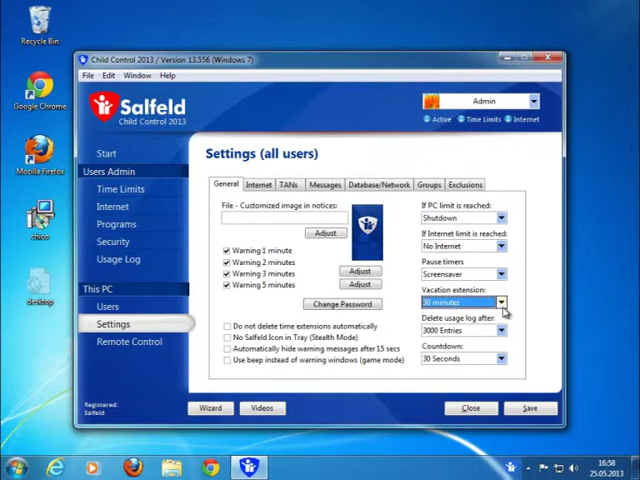 Recycle Bin
Google Chrome
Mozilla Firefox
chico
desktop
Child Control 2013 / Version 13.556 (Windows 7)
File Edit Window Help
Salfeld
Child Control 2013
Admin
Active Time Limits Internet
Start
Users Admin
Time Limits
Internet
Programs
Security
Usage Log
This PC
Users
Settings
Remote Control
Registered:
Salfeld
Settings (all users)
General Internet TANs Messages Database/Network Groups Exclusions
File - Customized image in notices:
Adjust
Warning 1 minute
Warning 2 minutes
Warning 3 minutes
Adjust
Warning 5 minutes
Adjust
Change Password
Do not delete time extensions automatically
No Salfeld Icon in Tray (Stealth Mode)
Automatically hide warning messages after 15 secs
Use beep instead of warning windows (game mode)
If PC limit is reached:
Shutdown
If Internet limit is reached:
No Internet
Pause timers
Screensaver
Vacation extension:
30 minutes
Delete usage log after:
3000 Entries
Countdown:
30 Seconds
Wizard Videos Close Save
16:58
25.05.2013